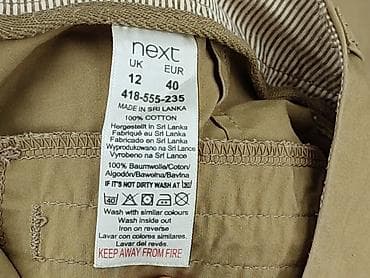 next
UK EUR
12 40
418-555-235
MADE IN SRI LANKA
100% COTTON
Hergestellt in Sri Lanka
Fabriqué au Sri Lanka
Fabricado en Sri Lanka
Wyprodukowano na Sri Lance
Vyrobeno na Sri Lance
100% Baumwolle/Coton/
Algodón/Bawełna/Bavlna
IF IT'S NOT DIRTY WASH AT 30
40
Wash with similar colours
Wash inside out
Iron on reverse
Lavar con colores similares.
Lavar del revés.
KEEP AWAY FROM FIRE